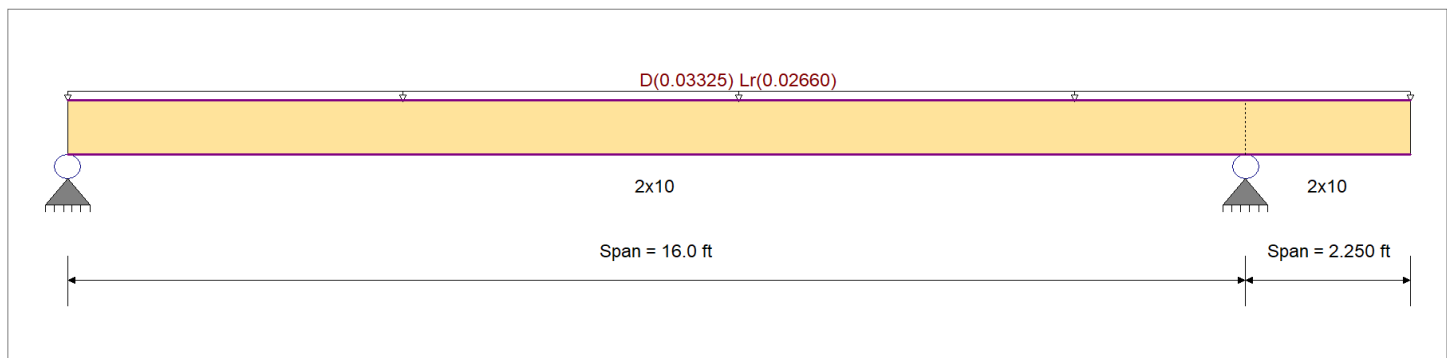 D(0.03325) Lr(0.02660)
2x10
2x10
Span = 16.0 ft
Span = 2.250 ft